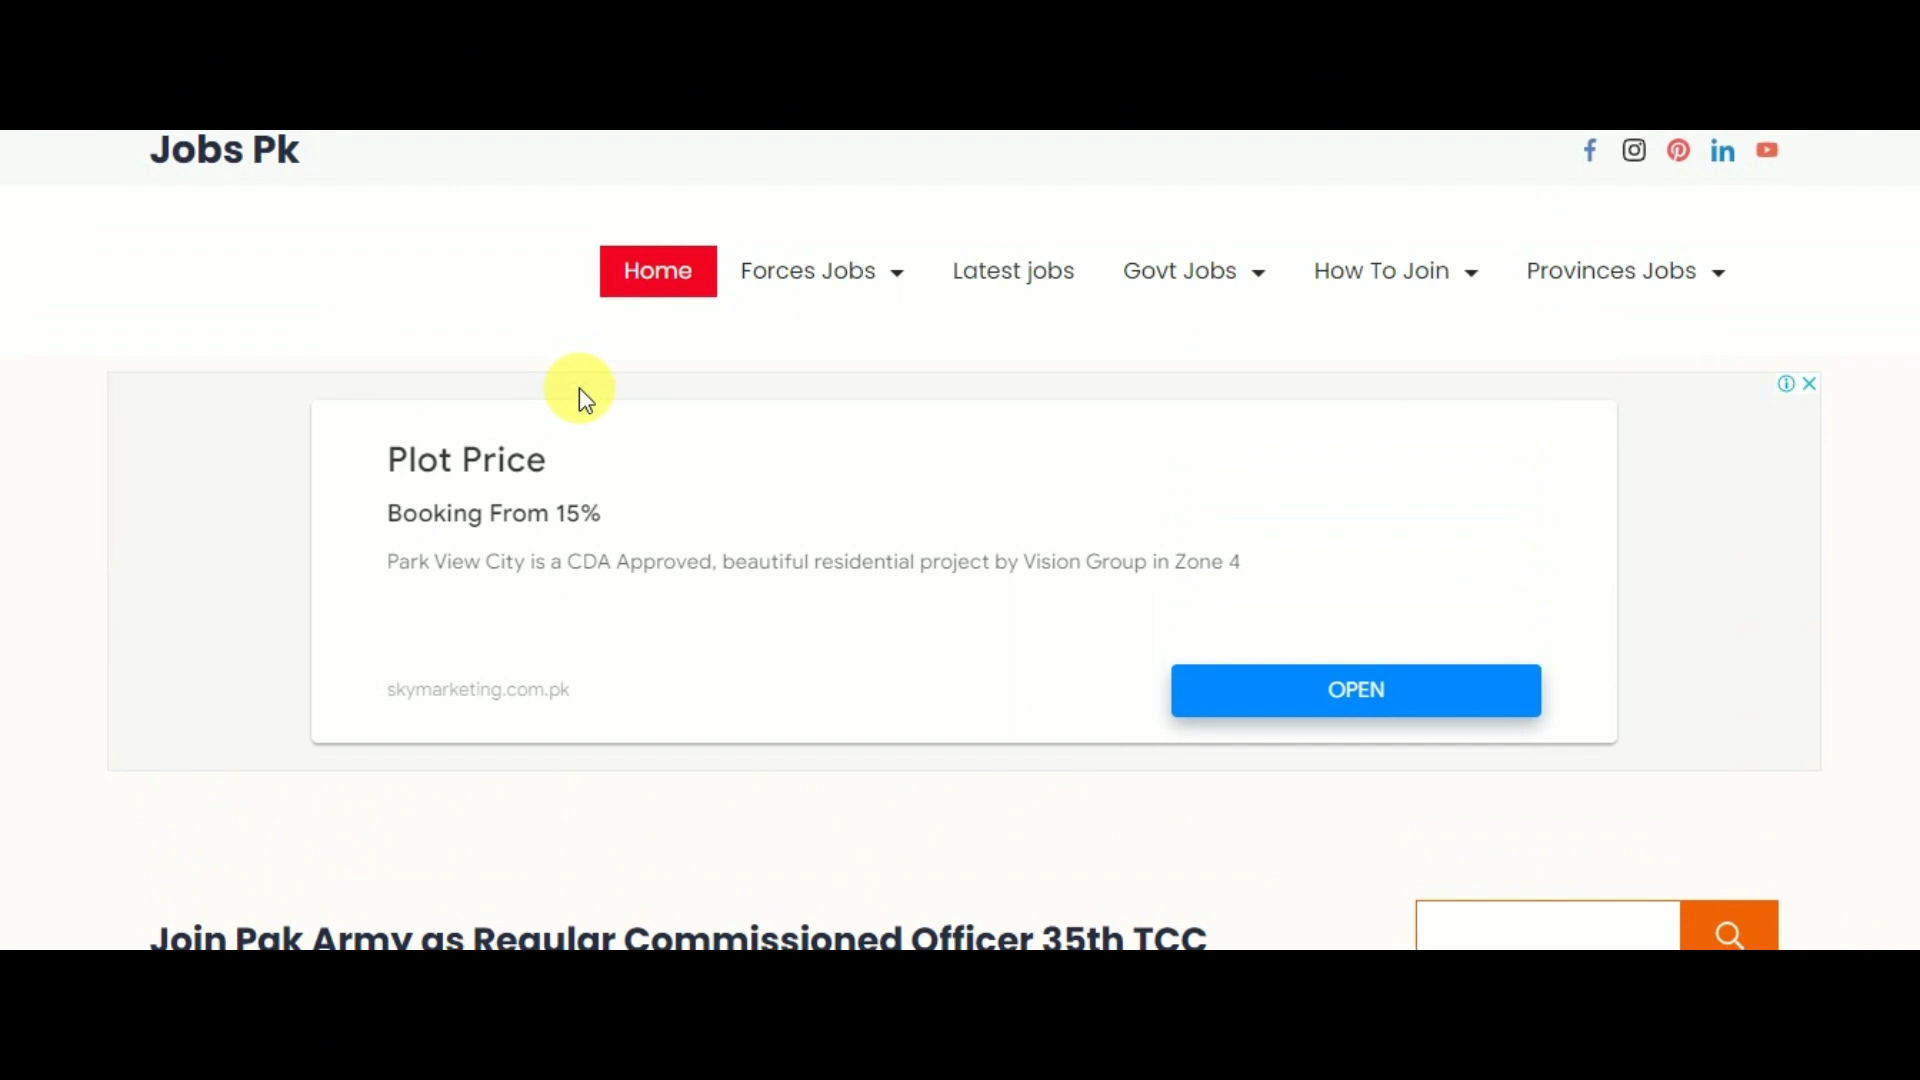 Jobs Pk
Home Forces Jobs Latest jobs Govt Jobs How To Join Provinces Jobs
Plot Price
Booking From 15%
Park View City is a CDA Approved, beautiful residential project by Vision Group in Zone 4
skymarketing.com.pk
OPEN
Join Pak Army as Regular Commissioned Officer 35th TCC